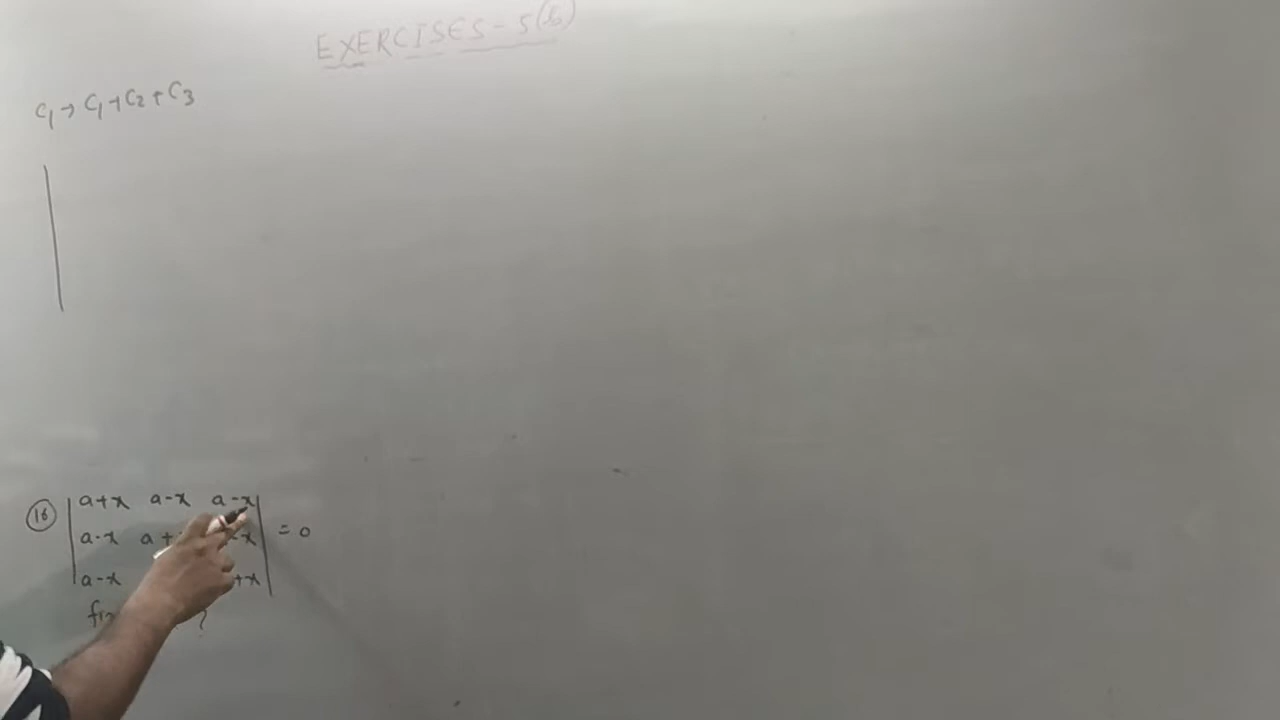 EXERCISES-5(b)
C₁→C₁+C₂+C₃
16 | a+x a-x a-x |
| a-x a+ -x | = 0
| a-x +x |
?